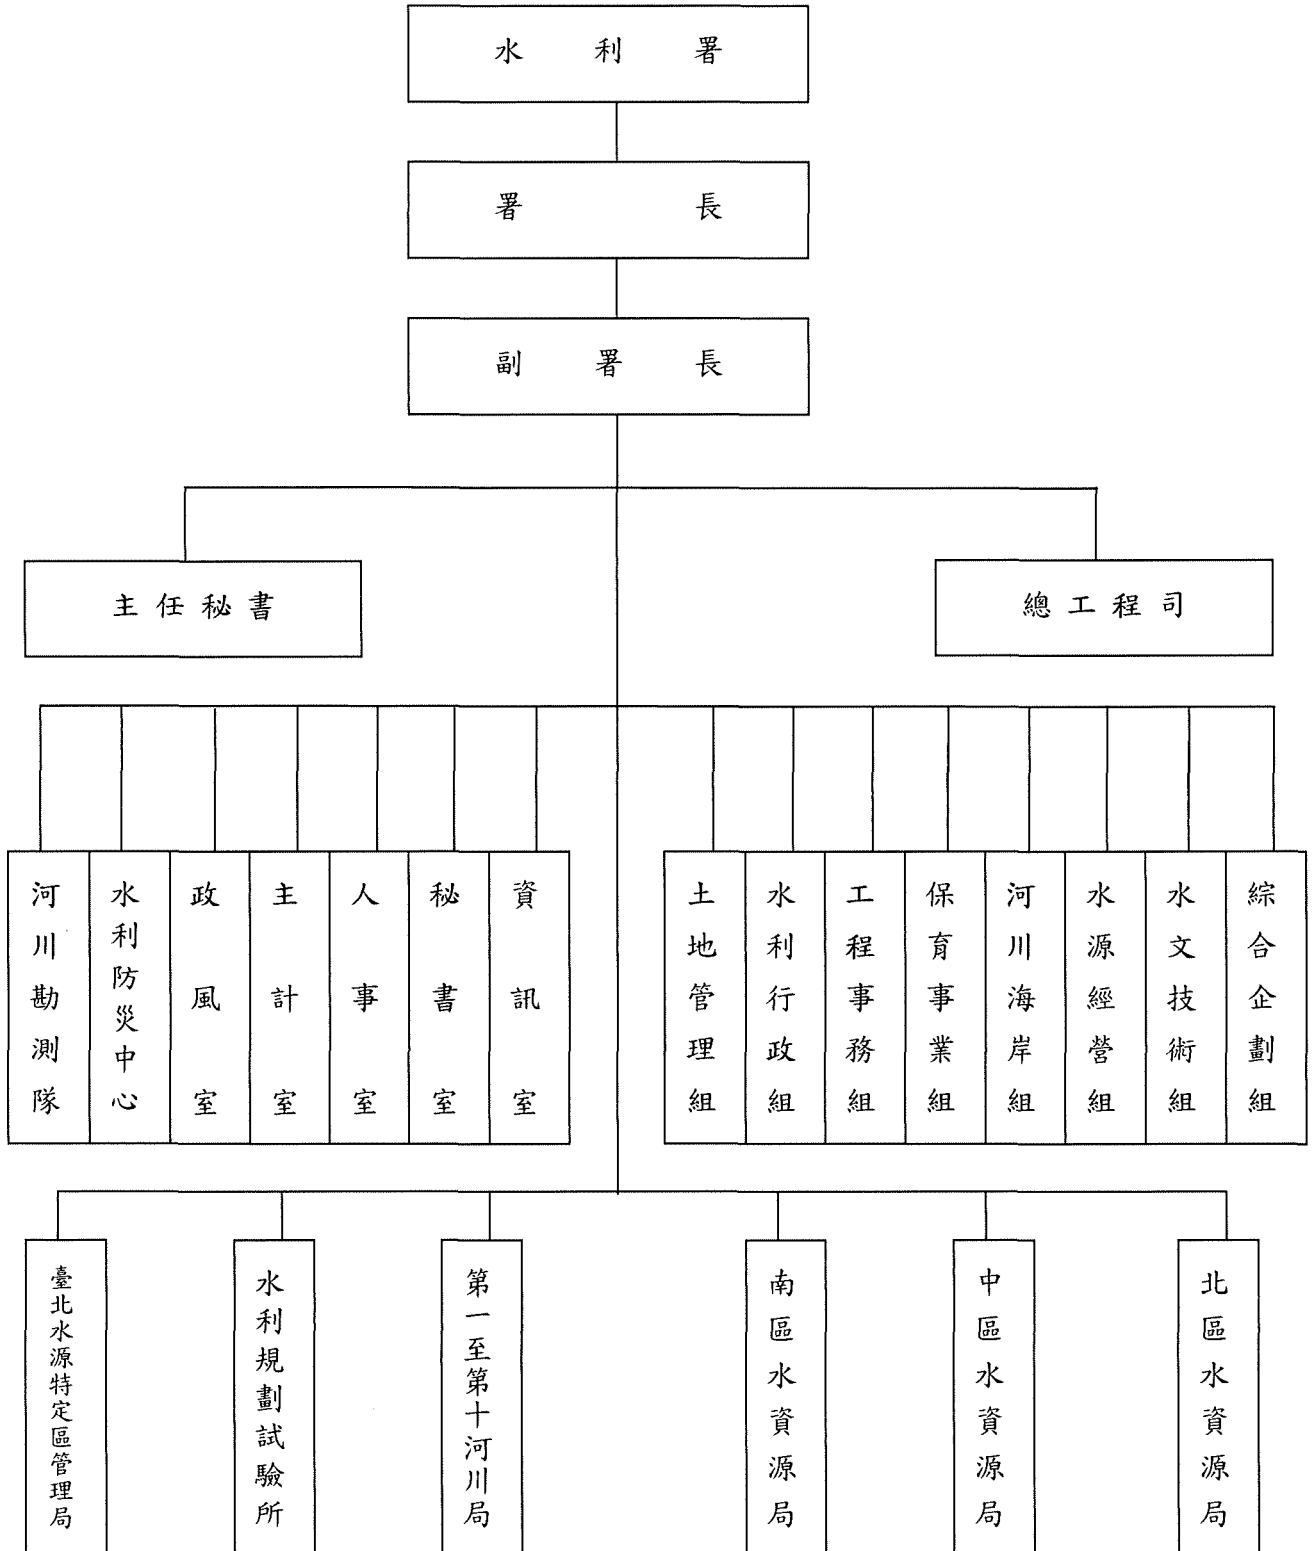 水利署
署長
副署長
主任秘書
總工程司
河川勘測隊
水利防災中心
政風室
主計室
人事室
秘書室
資訊室
土地管理組
水利行政組
工程事務組
保育事業組
河川海岸組
水源經營組
水文技術組
綜合企劃組
臺北水源特定區管理局
水利規劃試驗所
第一至第十河川局
南區水資源局
中區水資源局
北區水資源局